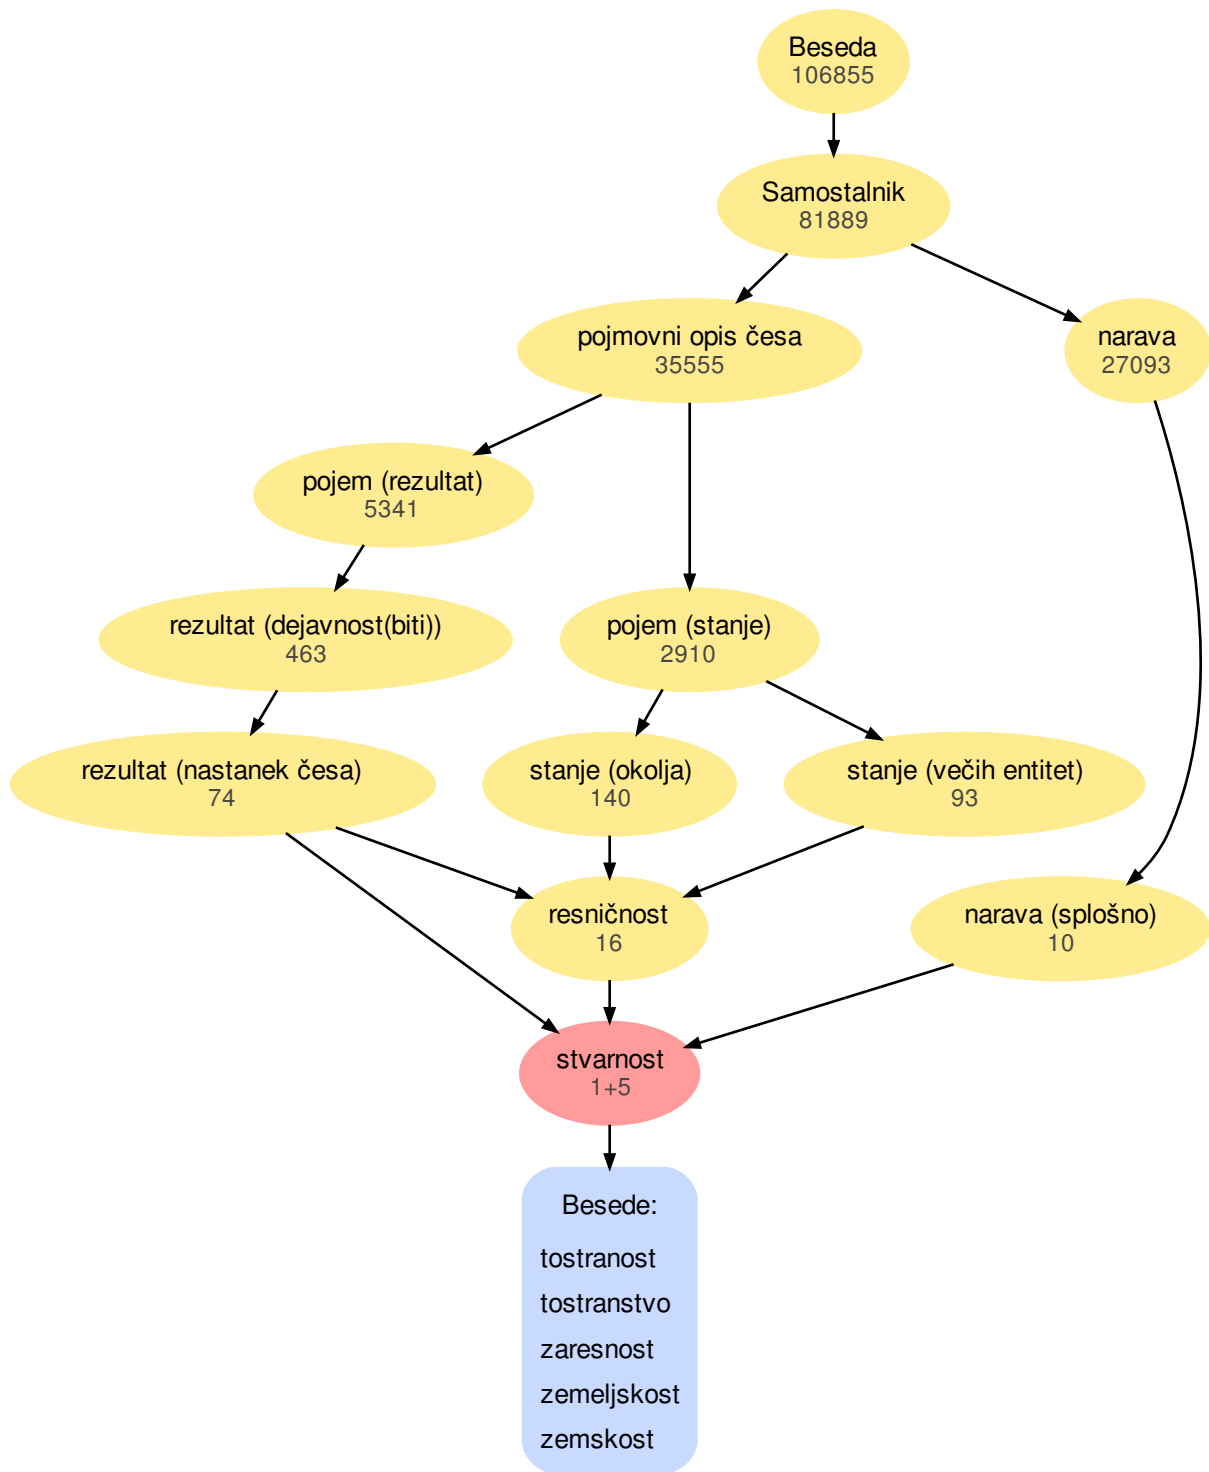 Beseda
106855
Samostalnik
81889
pojmovni opis česa
35555
narava
27093
pojem (rezultat)
5341
rezultat (dejavnost(biti))
463
pojem (stanje)
2910
rezultat (nastanek česa)
74
stanje (okolja)
140
stanje (večih entitet)
93
resničnost
16
narava (splošno)
10
stvarnost
1+5
Besede:
tostranost
tostranstvo
zaresnost
zemeljskost
zemskost